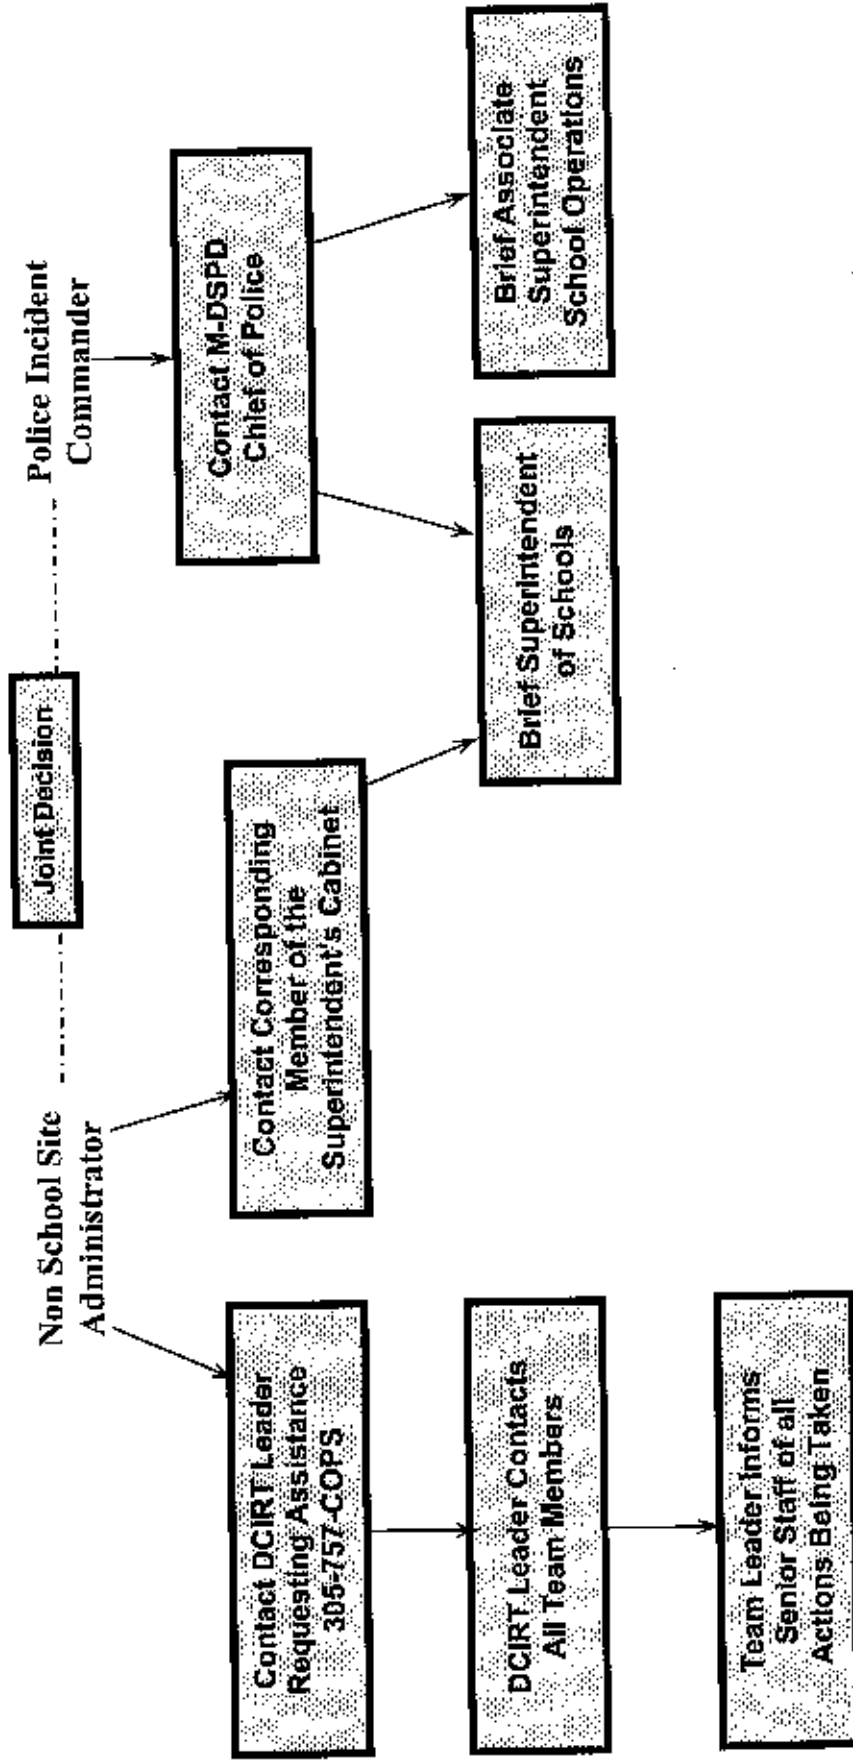 Joint Decision
Non School Site
Administrator
Police Incident
Commander
Contact DCIRT Leader
Requesting Assistance
305-757-COPS
Contact Corresponding
Member of the
Superintendent's Cabinet
Contact M-DSPD
Chief of Police
DCIRT Leader Contacts
All Team Members
Brief Superintendent
of Schools
Brief Associate
Superintendent
School Operations
Team Leader Informs
Senior Staff of all
Actions Being Taken